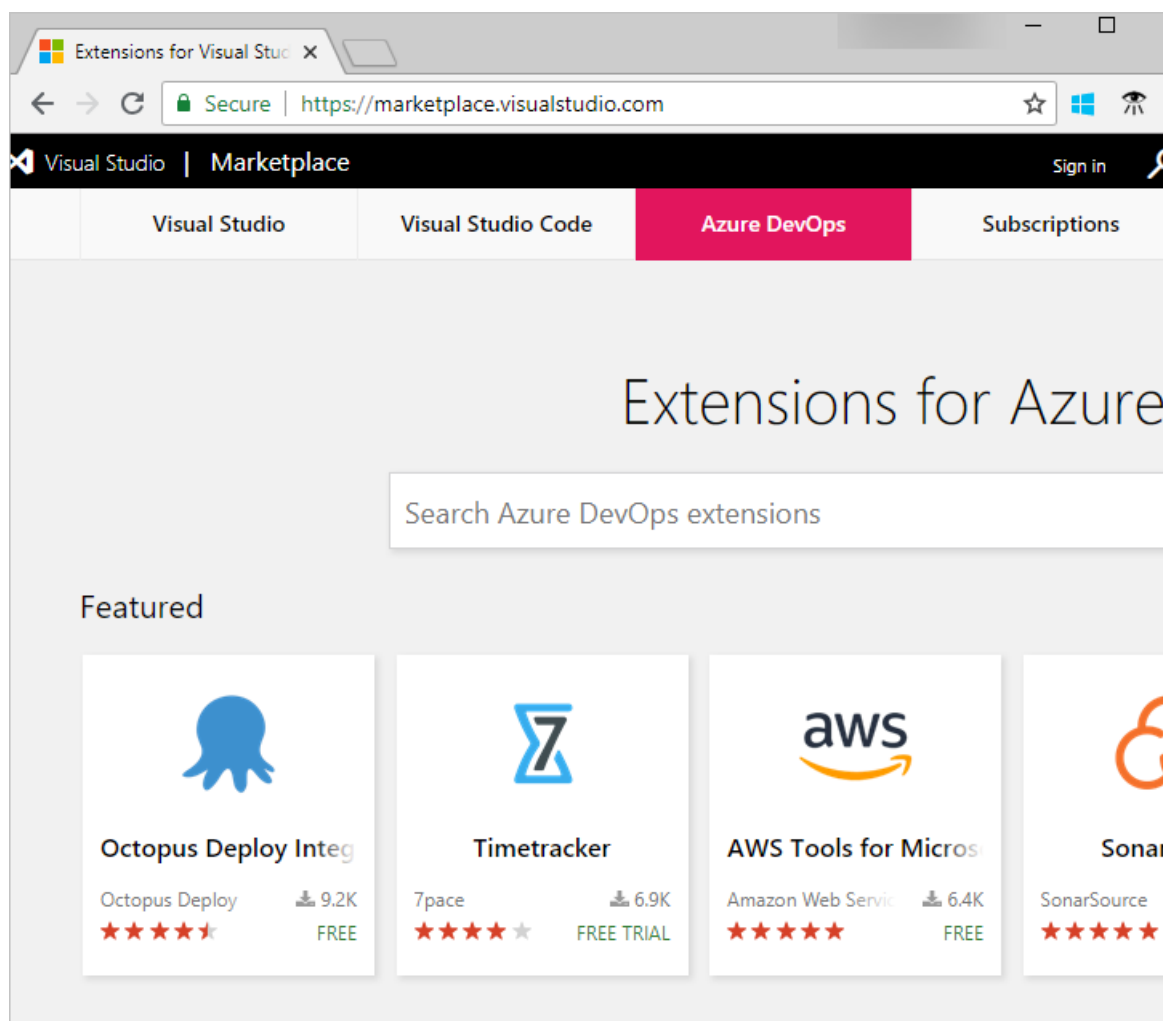 Extensions for Visual Stud
Secure | https://marketplace.visualstudio.com
Visual Studio | Marketplace Sign in
Visual Studio Visual Studio Code Azure DevOps Subscriptions
Extensions for Azure
Search Azure DevOps extensions
Featured
7 aws
Octopus Deploy Integ Timetracker AWS Tools for Micros Sonar
Octopus Deploy 9.2K 7pace 6.9K Amazon Web Servic 6.4K SonarSource
FREE FREE TRIAL FREE